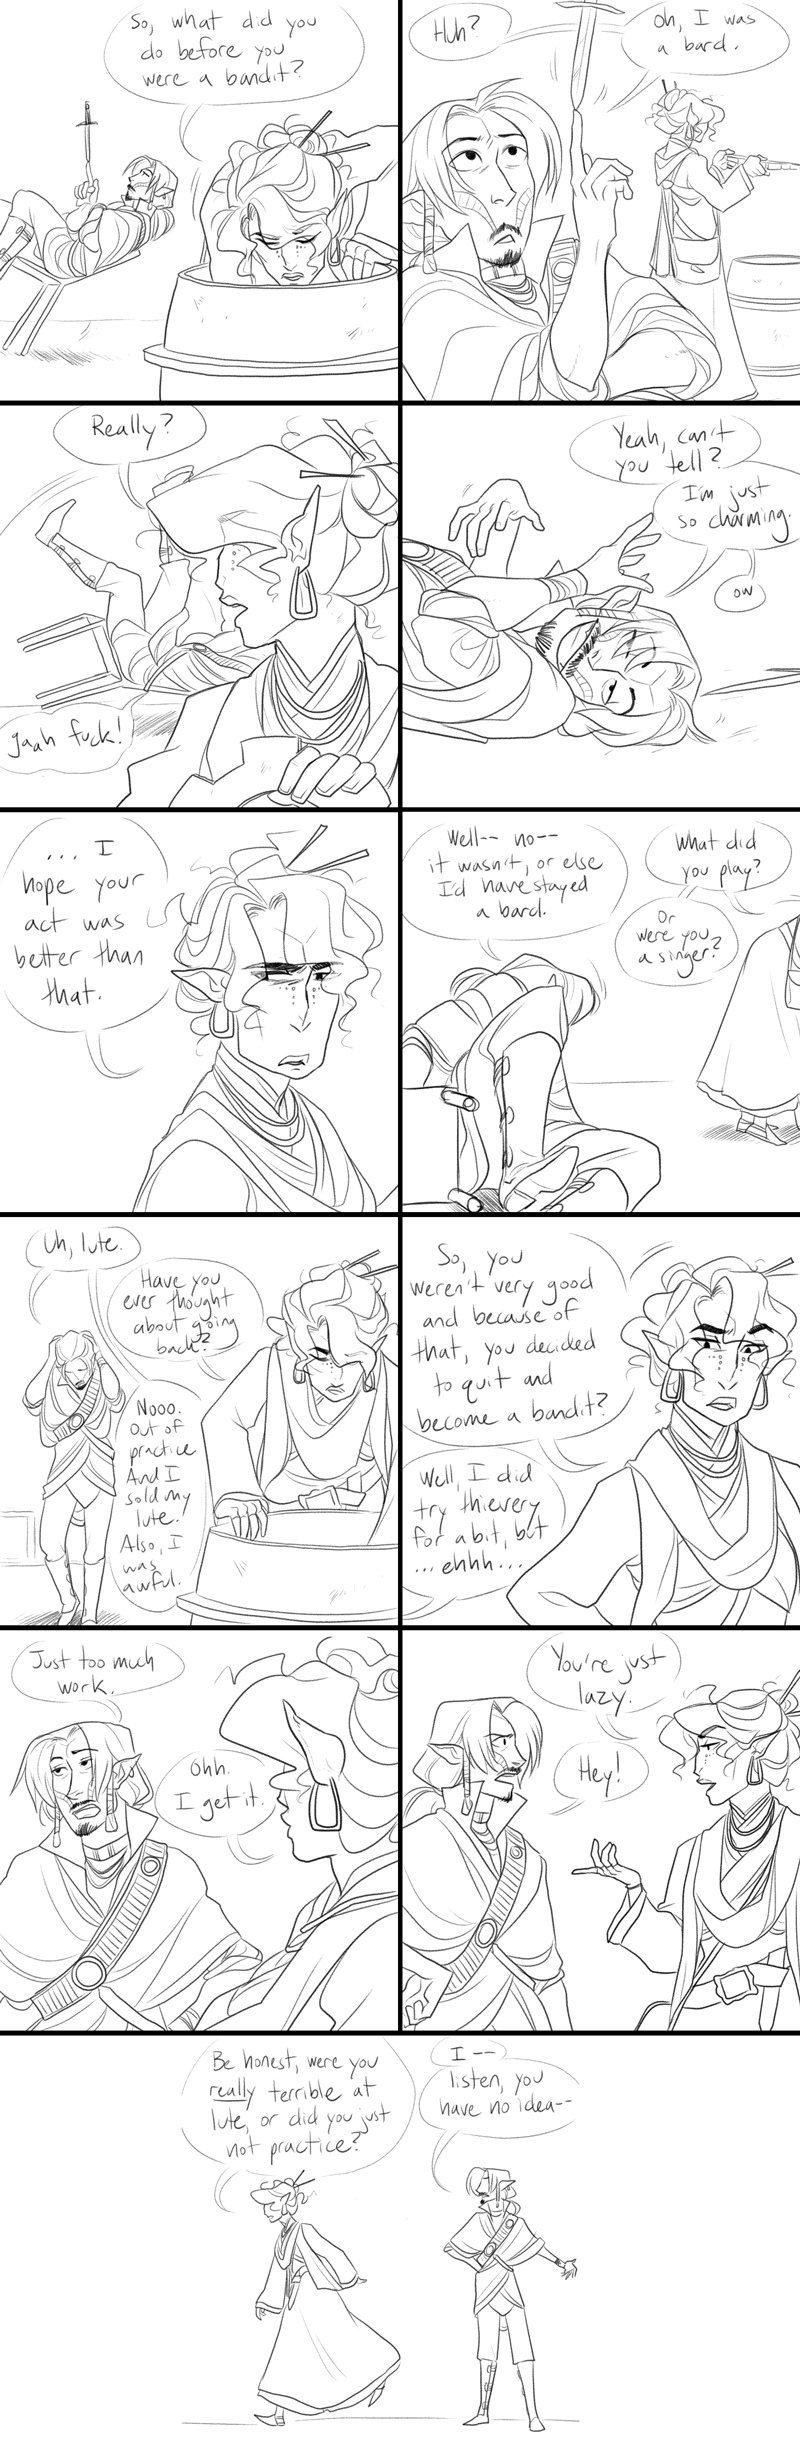 So, what did you
do before you
were a bandit?
Huh?
oh, I was
a bard.
Really?
gaah fuck!
Yeah, can't
you tell?
I'm just
so charming.
ow
... I
hope your
act was
better than
that.
Well-- no--
it wasn't, or else
I'd have stayed
a bard.
What did
you play?
Or
were you
a singer?
Uh, lute.
Have you
ever thought
about going
back?
Nooo.
Out of
practice
And I
sold my
lute.
Also, I
was
awful.
So, you
weren't very good
and because of
that, you decided
to quit and
become a bandit?
Well, I did
try thievery
for a bit, but
...ehhh...
Just too much
work.
Ohh.
I get it.
You're just
lazy.
Hey!
Be honest, were you
really terrible at
lute, or did you just
not practice?
I --
listen, you
have no idea--